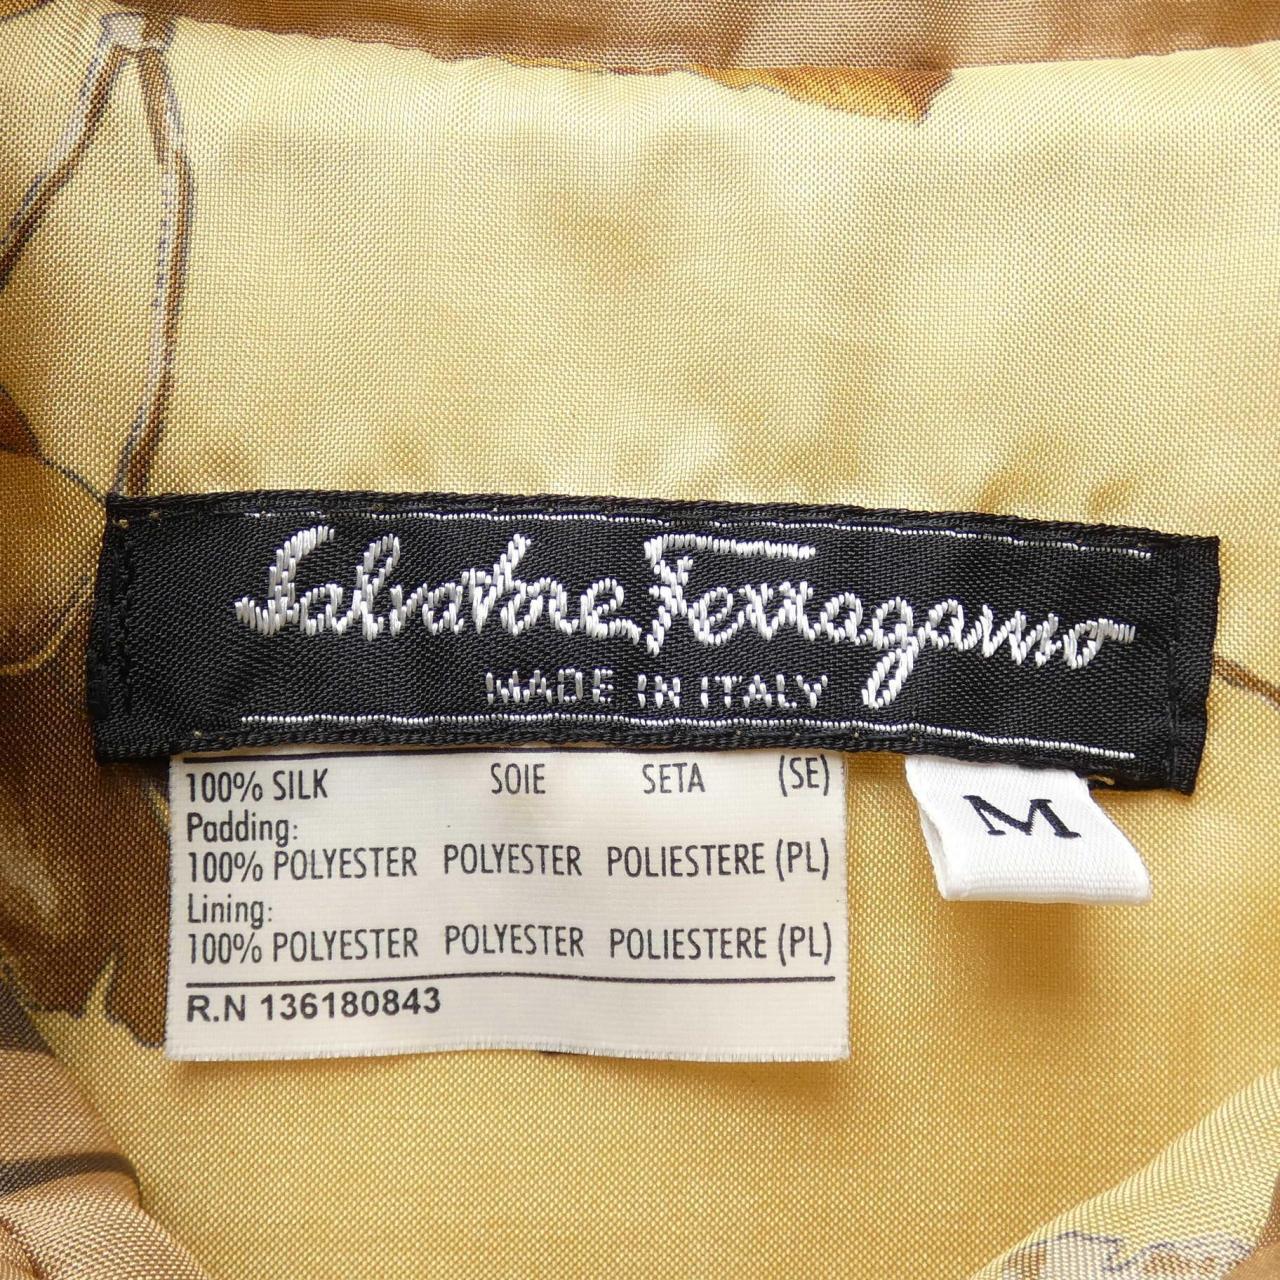 Salvatore Ferragamo
MADE IN ITALY
M
100% SILK SOIE SETA (SE)
Padding:
100% POLYESTER POLYESTER POLIESTERE (PL)
Lining:
100% POLYESTER POLYESTER POLIESTERE (PL)
R.N 136180843